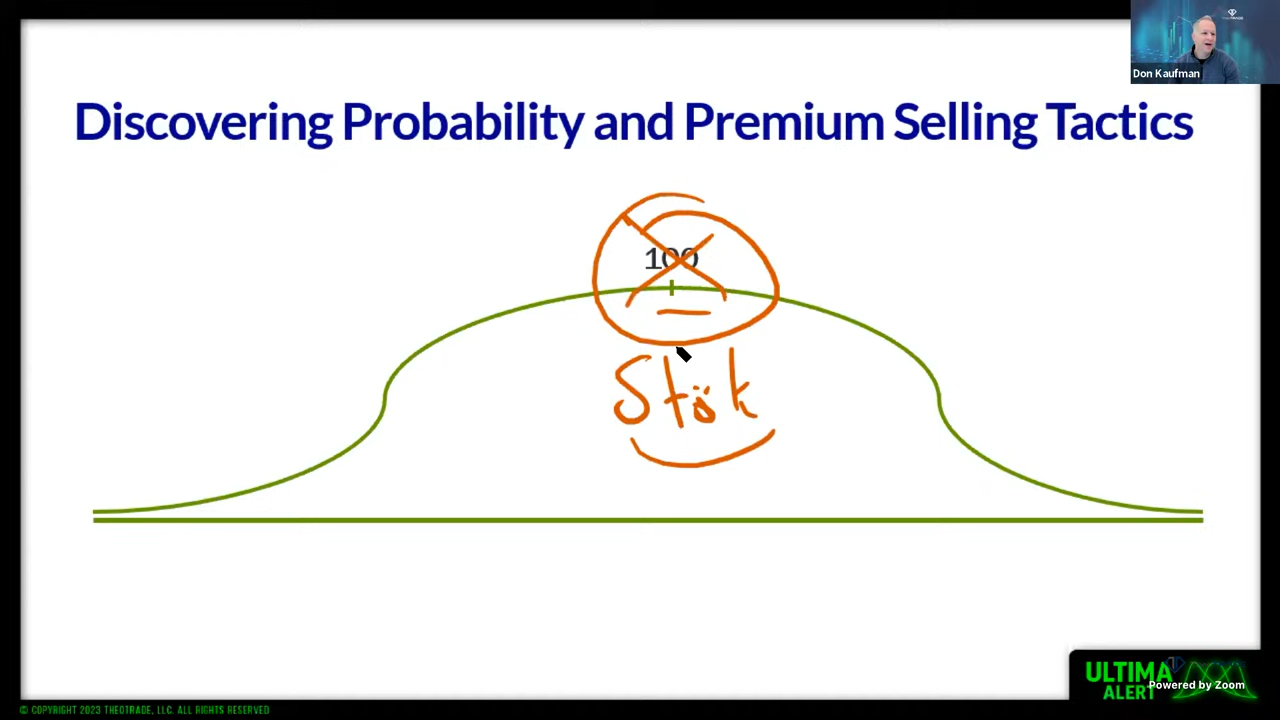 THEOTRADE
Don Kaufman
Discovering Probability and Premium Selling Tactics
100
Stök
ULTIMA
ALERT
Powered by Zoom
© COPYRIGHT 2023 THEOTRADE, LLC. ALL RIGHTS RESERVED